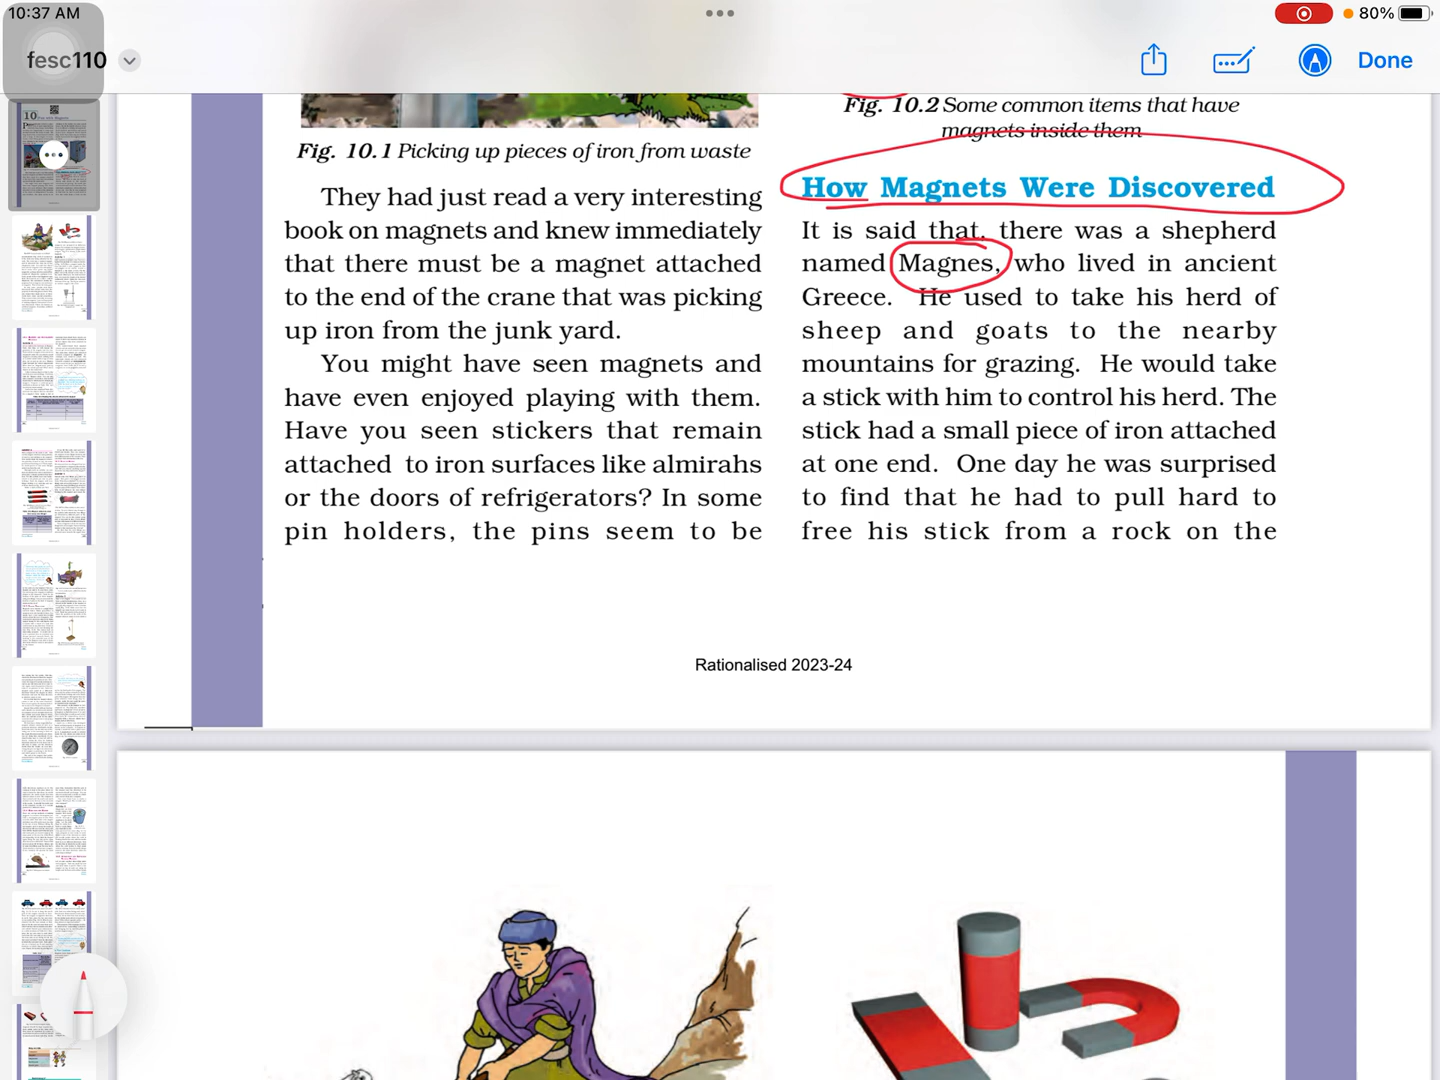 10:37 AM
80%
fesc110
Done
Fig. 10.1 Picking up pieces of iron from waste
They had just read a very interesting
book on magnets and knew immediately
that there must be a magnet attached
to the end of the crane that was picking
up iron from the junk yard.
You might have seen magnets and
have even enjoyed playing with them.
Have you seen stickers that remain
attached to iron surfaces like almirahs
or the doors of refrigerators? In some
pin holders, the pins seem to be
Fig. 10.2 Some common items that have
magnets inside them
How Magnets Were Discovered
It is said that, there was a shepherd
named Magnes, who lived in ancient
Greece. He used to take his herd of
sheep and goats to the nearby
mountains for grazing. He would take
a stick with him to control his herd. The
stick had a small piece of iron attached
at one end. One day he was surprised
to find that he had to pull hard to
free his stick from a rock on the
Rationalised 2023-24